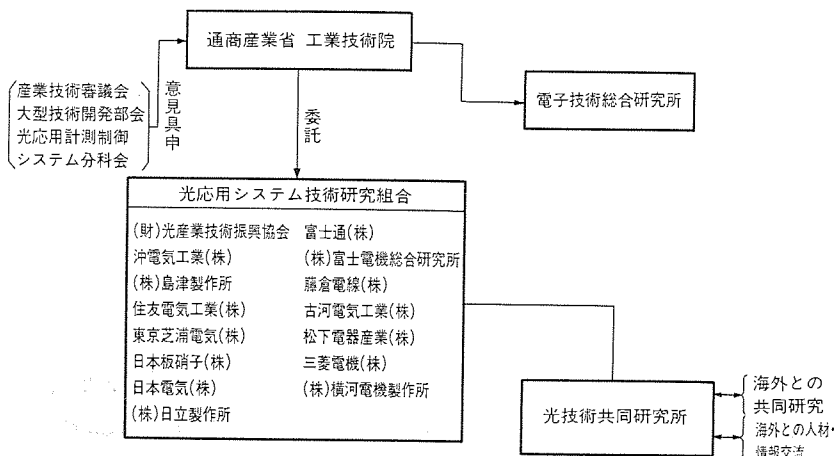 通商産業省 工業技術院
産業技術審議会
大型技術開発部会
光応用計測制御
システム分科会
意見具申
委託
電子技術総合研究所
光応用システム技術研究組合
(財)光産業技術振興協会 富士通(株)
沖電気工業(株) (株)富士電機総合研究所
(株)島津製作所 藤倉電線(株)
住友電気工業(株) 古河電気工業(株)
東京芝浦電気(株) 松下電器産業(株)
日本板硝子(株) 三菱電機(株)
日本電気(株) (株)横河電機製作所
(株)日立製作所
光技術共同研究所
海外との
共同研究
海外との人材・
情報交流